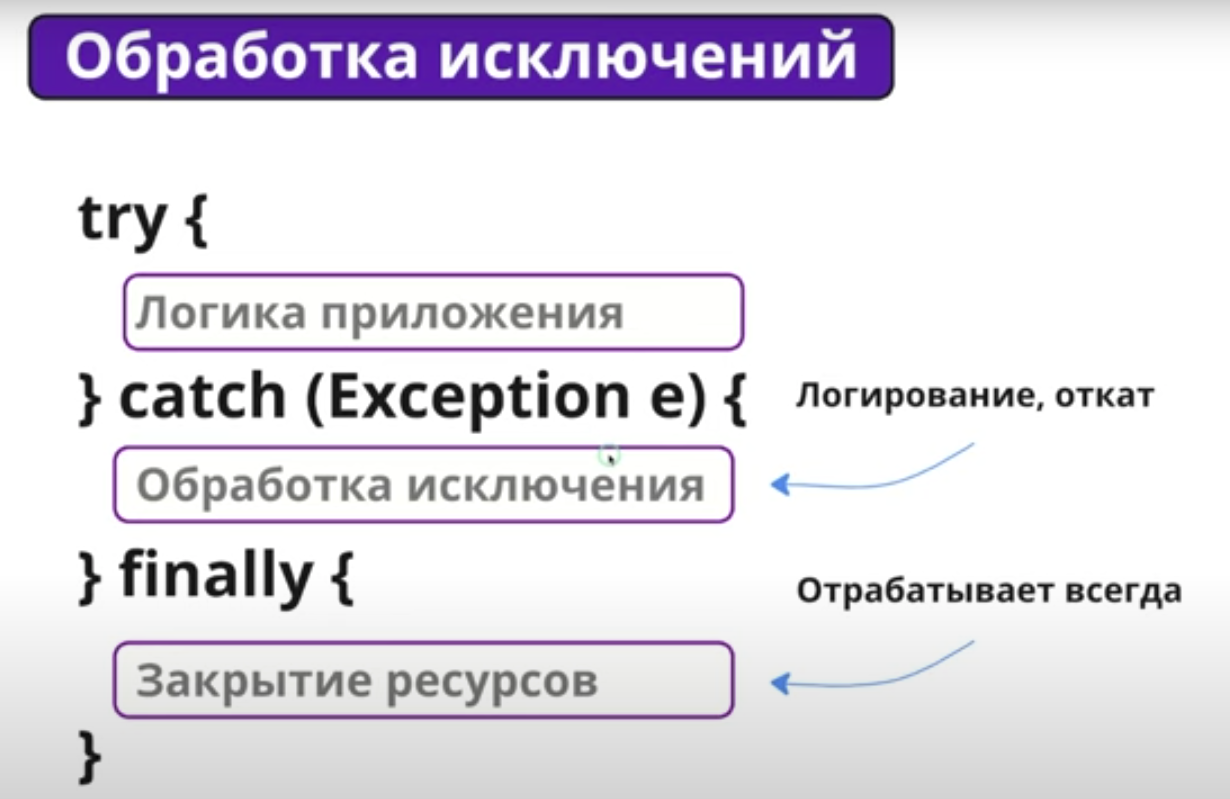 Обработка исключений
try {
Логика приложения
} catch (Exception e) {
Логирование, откат
Обработка исключения
} finally {
Отрабатывает всегда
Закрытие ресурсов
}